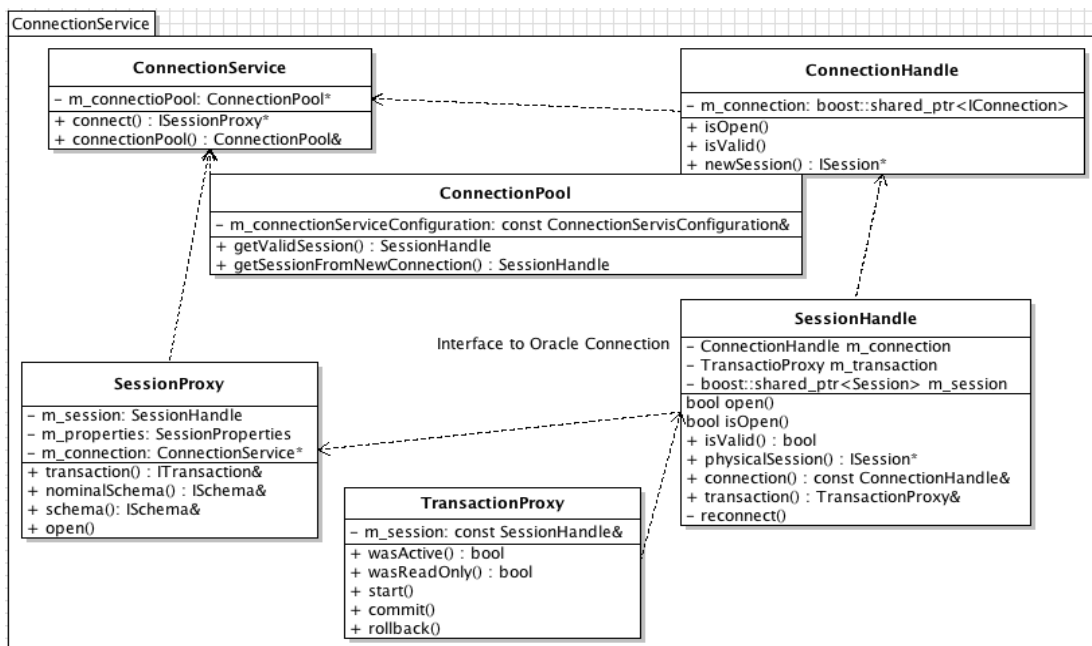 ConnectionService
ConnectionService
- m_connectioPool: ConnectionPool*
+ connect() : ISessionProxy*
+ connectionPool() : ConnectionPool&
ConnectionHandle
- m_connection: boost::shared_ptr<IConnection>
+ isOpen()
+ isValid()
+ newSession() : ISession*
ConnectionPool
- m_connectionServiceConfiguration: const ConnectionServisConfiguration&
+ getValidSession() : SessionHandle
+ getSessionFromNewConnection() : SessionHandle
Interface to Oracle Connection
SessionHandle
- ConnectionHandle m_connection
- TransactioProxy m_transaction
- boost::shared_ptr<Session> m_session
bool open()
bool isOpen()
+ isValid() : bool
+ physicalSession() : ISession*
+ connection() : const ConnectionHandle&
+ transaction() : TransactionProxy&
- reconnect()
SessionProxy
- m_session: SessionHandle
- m_properties: SessionProperties
- m_connection: ConnectionService*
+ transaction() : ITransaction&
+ nominalSchema() : ISchema&
+ schema(): ISchema&
+ open()
TransactionProxy
- m_session: const SessionHandle&
+ wasActive() : bool
+ wasReadOnly() : bool
+ start()
+ commit()
+ rollback()